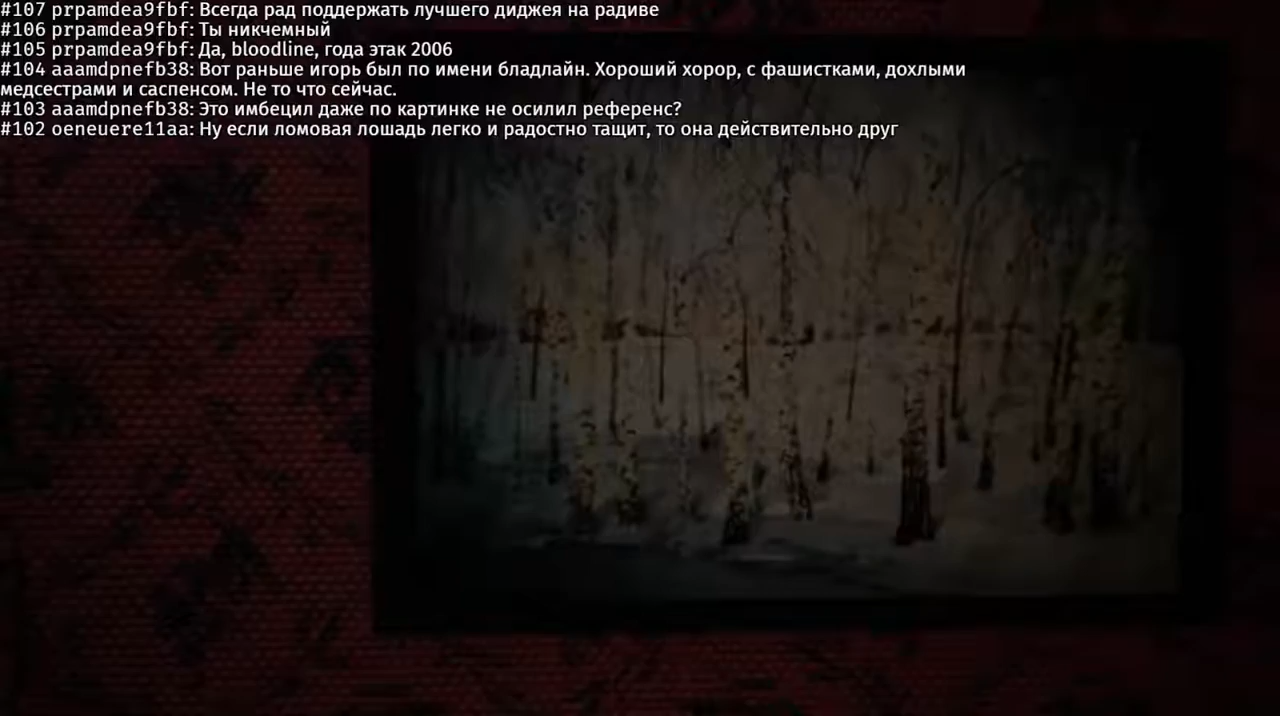 #107 prpamdea9fbf: Всегда рад поддержать лучшего диджея на радиве
#106 prpamdea9fbf: Ты никчемный
#105 prpamdea9fbf: Да, bloodline, года этак 2006
#104 aaamdpnefb38: Вот раньше игорь был по имени бладлайн. Хороший хорор, с фашистками, дохлыми
медсестрами и саспенсом. Не то что сейчас.
#103 aaamdpnefb38: Это имбецил даже по картинке не осилил референс?
#102 oeneuere11aa: Ну если ломовая лошадь легко и радостно тащит, то она действительно друг